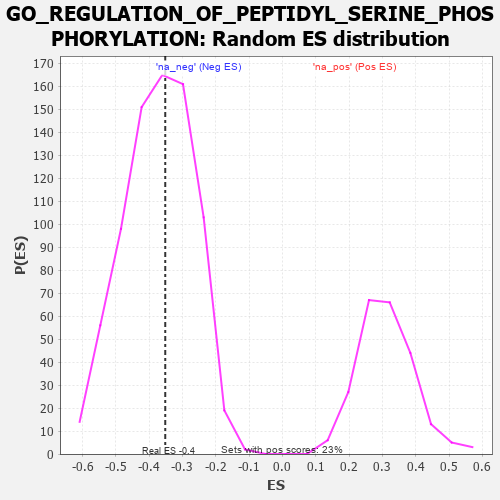 GO_REGULATION_OF_PEPTIDYL_SERINE_PHOS
PHORYLATION: Random ES distribution
'na_neg' (Neg ES)
'na_pos' (Pos ES)
170
160
150
140
130
120
110
100
90
80
70
60
50
40
30
20
10
0
P(ES)
Real ES -0.4
Sets with pos scores: 23%
-0.6 -0.5 -0.4 -0.3 -0.2 -0.1 0.0 0.1 0.2 0.3 0.4 0.5 0.6
ES